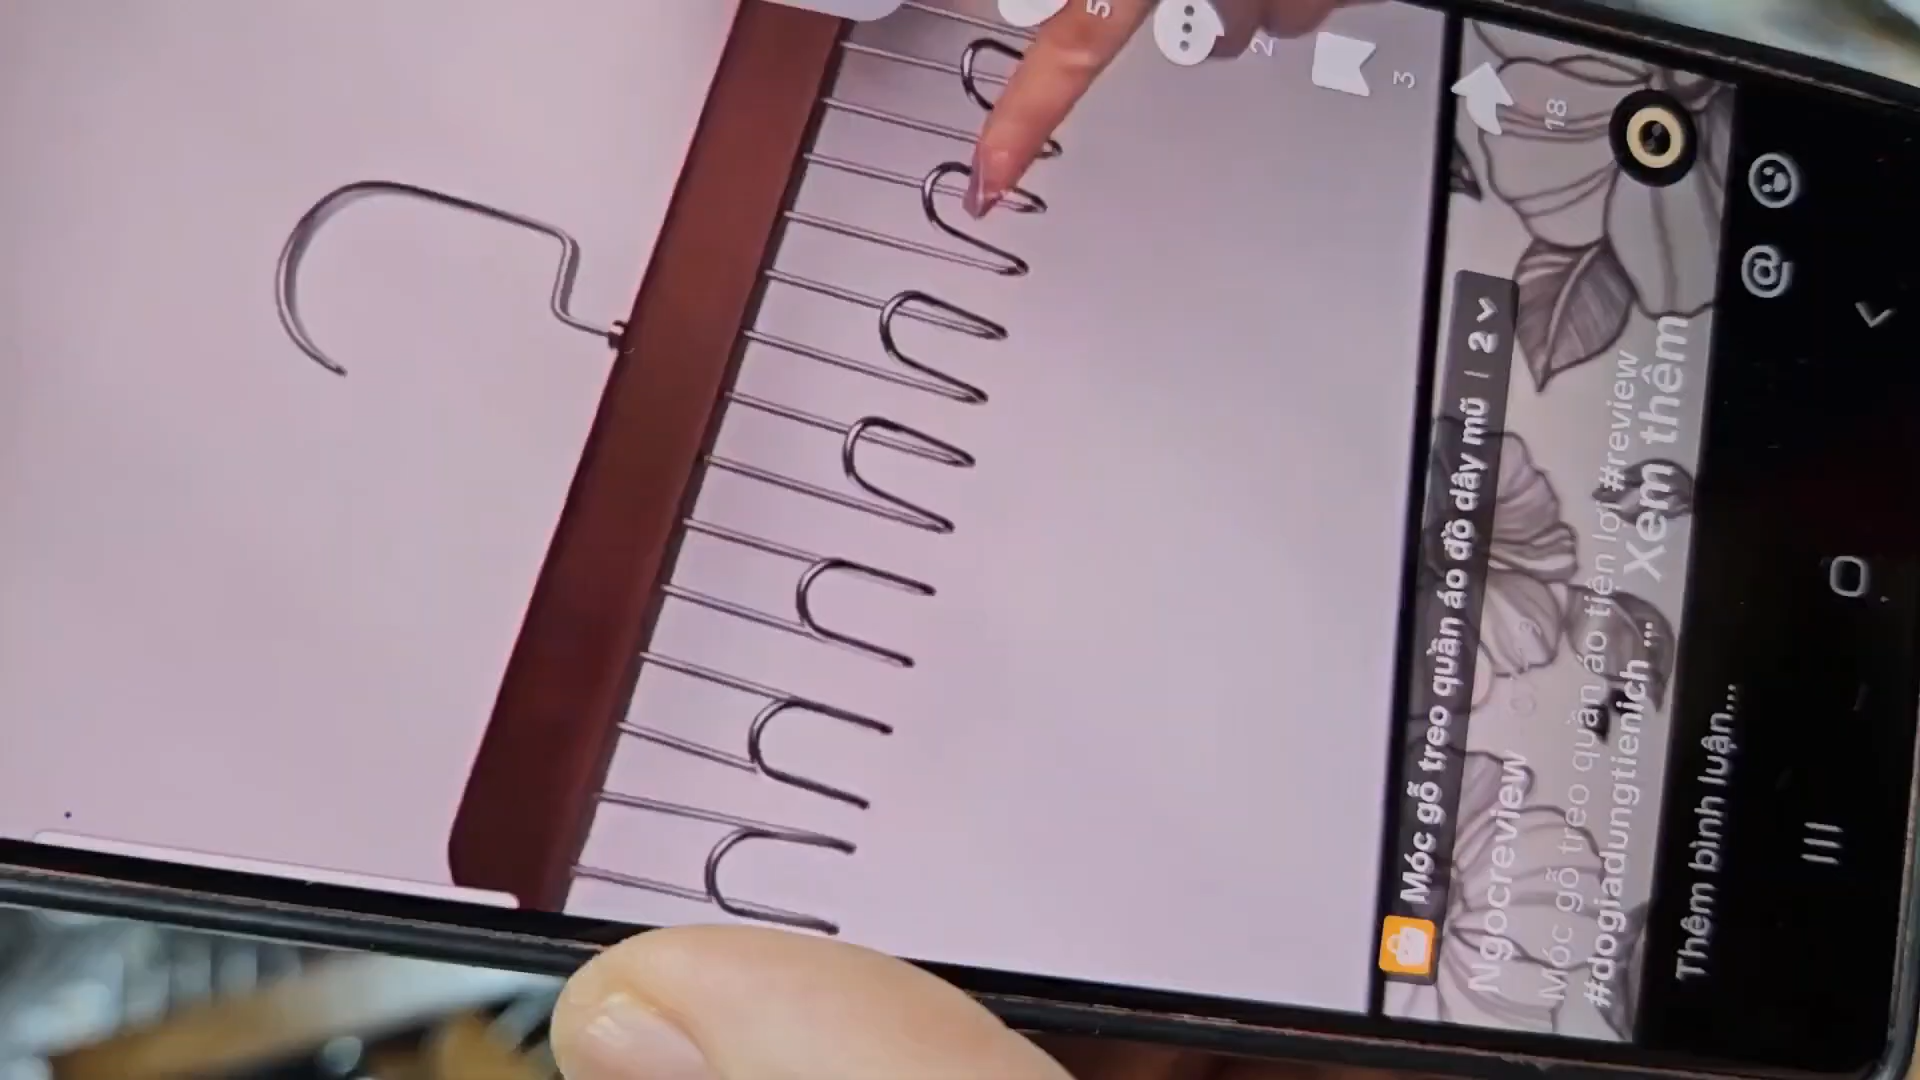 5
2
3
18
Móc gỗ treo quần áo đồ dây mũ | 2
Ngocreview
Móc gỗ treo quần áo tiện lợi #review
#dogiadungtienich ... Xem thêm
Thêm bình luận...
@